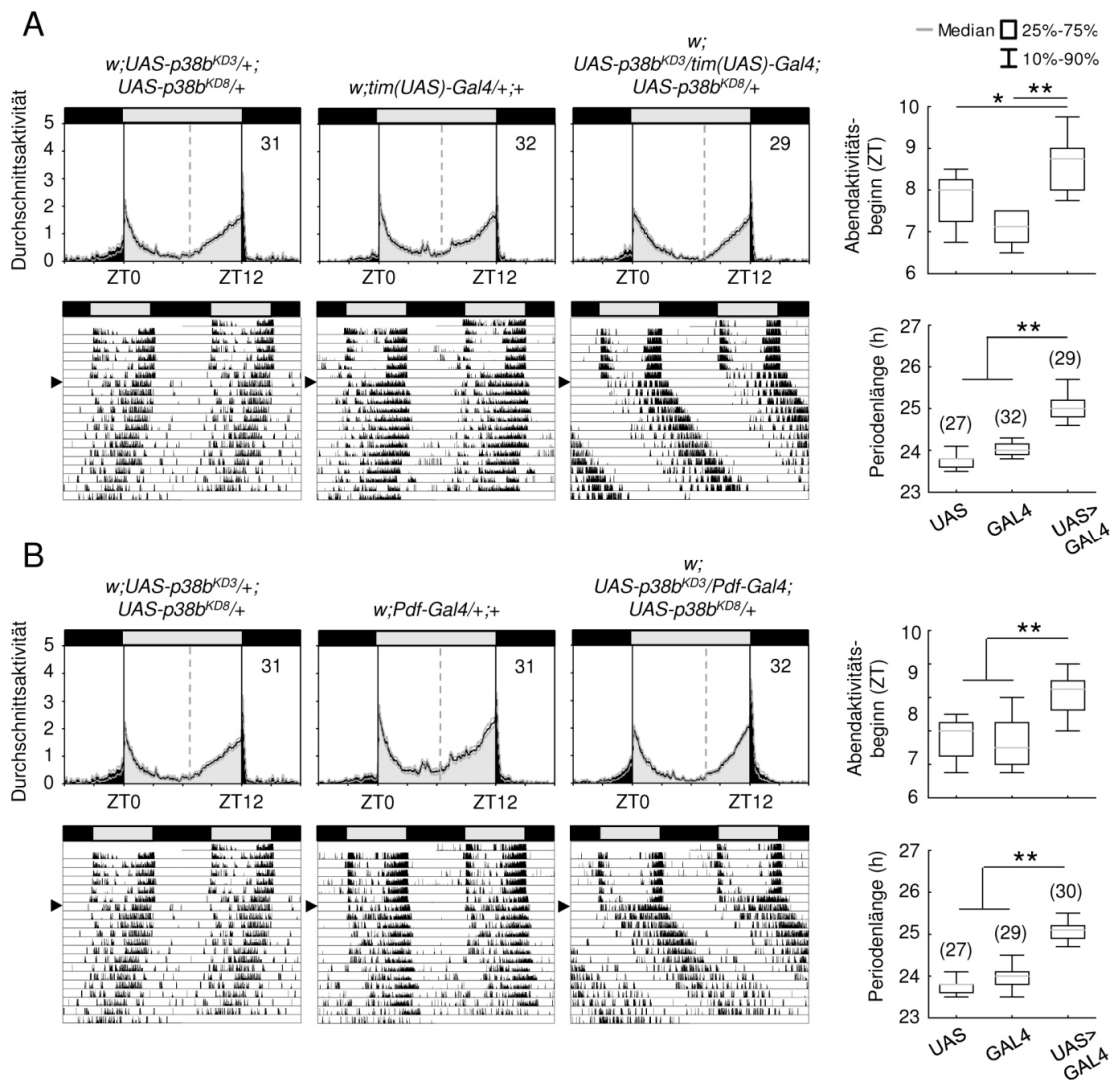 A
Median 25%-75%
10%-90%
w;UAS-p38b^KD3/+;
UAS-p38b^KD8/+
w;tim(UAS)-Gal4/+;+
w;
UAS-p38b^KD3/tim(UAS)-Gal4;
UAS-p38b^KD8/+
Durchschnittsaktivität
5
4
3
2
1
0
31
32
29
ZT0 ZT12
ZT0 ZT12
ZT0 ZT12
Abendaktivitäts-
beginn (ZT)
10
9
8
7
6
* **
Periodenlänge (h)
27
26
25
24
23
**
(27) (32) (29)
UAS
GAL4
UAS>
GAL4
B
w;UAS-p38b^KD3/+;
UAS-p38b^KD8/+
w;Pdf-Gal4/+;+
w;
UAS-p38b^KD3/Pdf-Gal4;
UAS-p38b^KD8/+
Durchschnittsaktivität
5
4
3
2
1
0
31
31
32
ZT0 ZT12
ZT0 ZT12
ZT0 ZT12
Abendaktivitäts-
beginn (ZT)
10
9
8
7
6
**
Periodenlänge (h)
27
26
25
24
23
**
(27) (29) (30)
UAS
GAL4
UAS>
GAL4